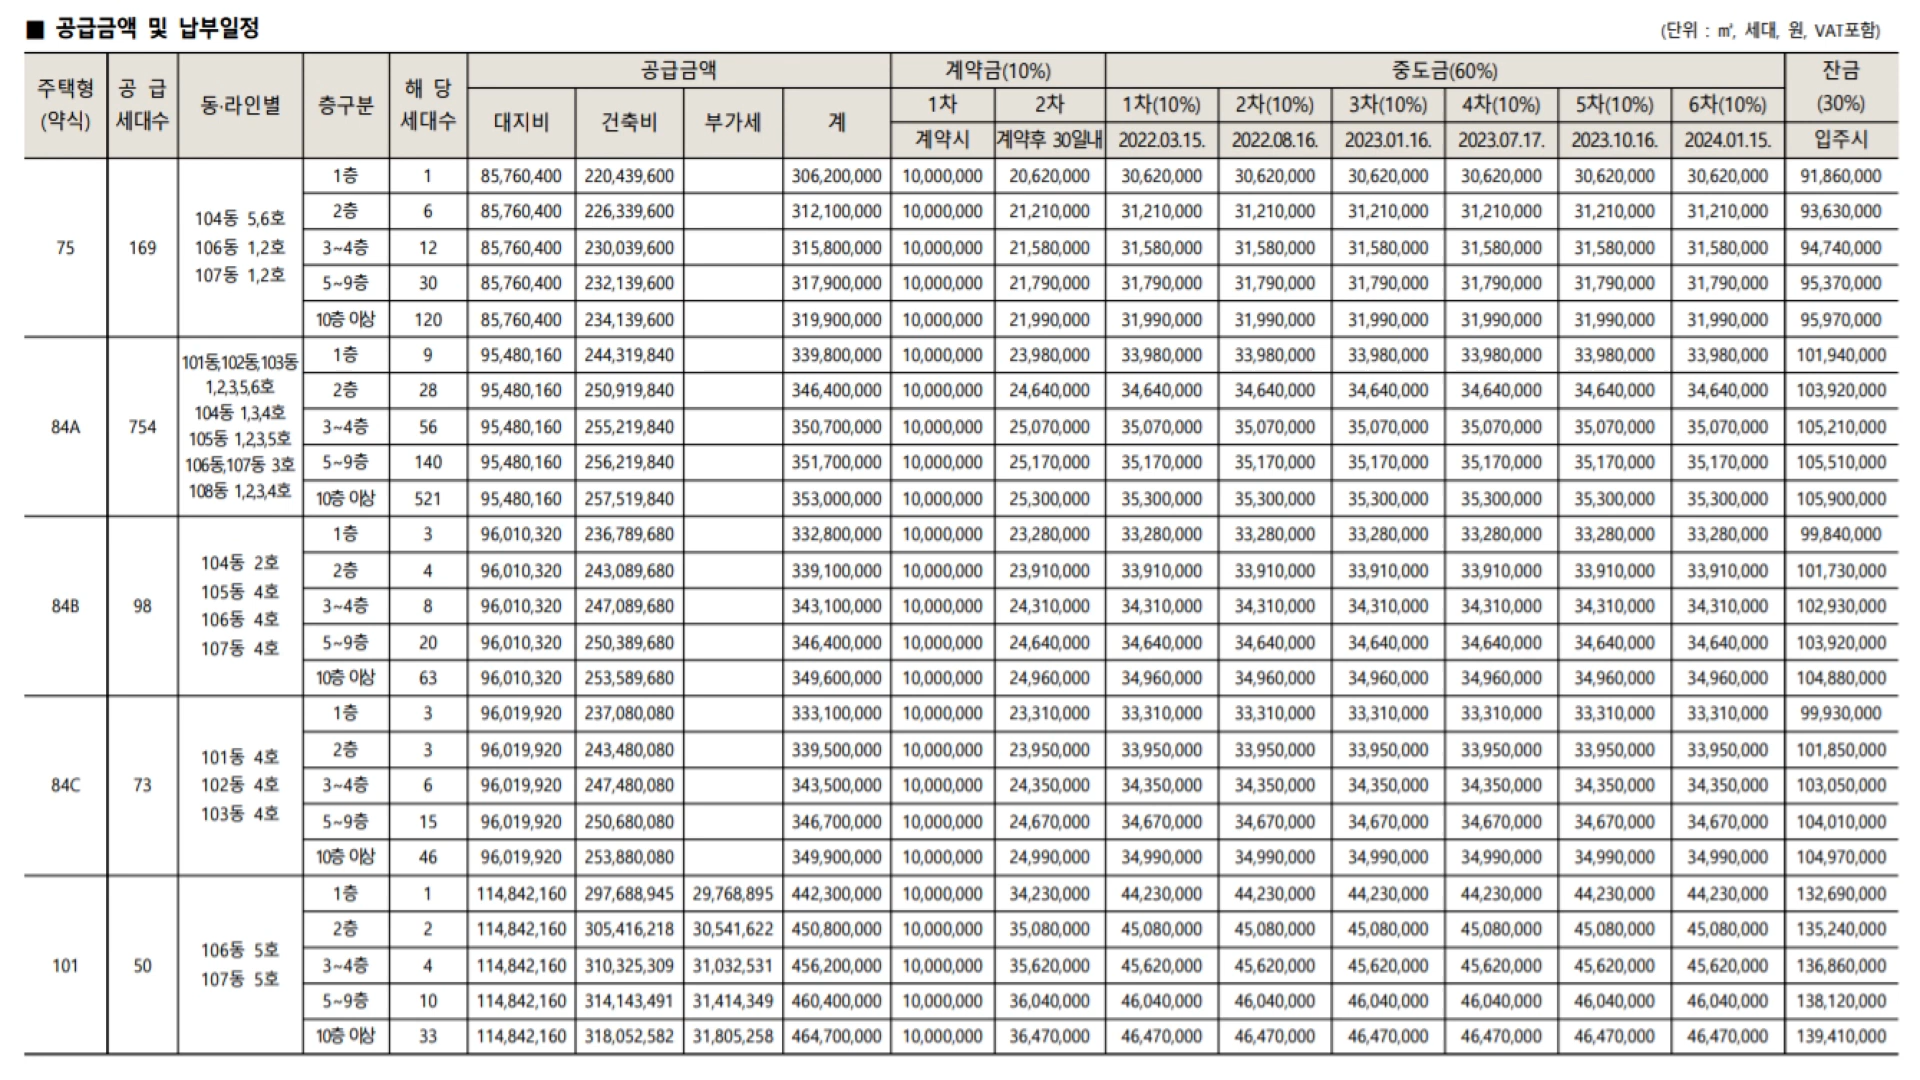 ■ 공급금액 및 납부일정
(단위 : ㎡, 세대, 원, VAT포함)
주택형 (약식) 공 급 세대수 동·라인별 층구분 해 당 세대수 공급금액 계약금(10%) 중도금(60%) 잔금 (30%)
대지비 건축비 부가세 계 1차 2차 1차(10%) 2차(10%) 3차(10%) 4차(10%) 5차(10%) 6차(10%)
계약시 계약후 30일내 2022.03.15. 2022.08.16. 2023.01.16. 2023.07.17. 2023.10.16. 2024.01.15. 입주시
75 169 104동 5,6호 106동 1,2호 107동 1,2호
1층 1 85,760,400 220,439,600 306,200,000 10,000,000 20,620,000 30,620,000 30,620,000 30,620,000 30,620,000 30,620,000 30,620,000 91,860,000
2층 6 85,760,400 226,339,600 312,100,000 10,000,000 21,210,000 31,210,000 31,210,000 31,210,000 31,210,000 31,210,000 31,210,000 93,630,000
3~4층 12 85,760,400 230,039,600 315,800,000 10,000,000 21,580,000 31,580,000 31,580,000 31,580,000 31,580,000 31,580,000 31,580,000 94,740,000
5~9층 30 85,760,400 232,139,600 317,900,000 10,000,000 21,790,000 31,790,000 31,790,000 31,790,000 31,790,000 31,790,000 31,790,000 95,370,000
10층 이상 120 85,760,400 234,139,600 319,900,000 10,000,000 21,990,000 31,990,000 31,990,000 31,990,000 31,990,000 31,990,000 31,990,000 95,970,000
84A 754 101동,102동,103동 1,2,3,5,6호 104동 1,3,4호 105동 1,2,3,5호 106동,107동 3호 108동 1,2,3,4호
1층 9 95,480,160 244,319,840 339,800,000 10,000,000 23,980,000 33,980,000 33,980,000 33,980,000 33,980,000 33,980,000 33,980,000 101,940,000
2층 28 95,480,160 250,919,840 346,400,000 10,000,000 24,640,000 34,640,000 34,640,000 34,640,000 34,640,000 34,640,000 34,640,000 103,920,000
3~4층 56 95,480,160 255,219,840 350,700,000 10,000,000 25,070,000 35,070,000 35,070,000 35,070,000 35,070,000 35,070,000 35,070,000 105,210,000
5~9층 140 95,480,160 256,219,840 351,700,000 10,000,000 25,170,000 35,170,000 35,170,000 35,170,000 35,170,000 35,170,000 35,170,000 105,510,000
10층 이상 521 95,480,160 257,519,840 353,000,000 10,000,000 25,300,000 35,300,000 35,300,000 35,300,000 35,300,000 35,300,000 35,300,000 105,900,000
84B 98 104동 2호 105동 4호 106동 4호 107동 4호
1층 3 96,010,320 236,789,680 332,800,000 10,000,000 23,280,000 33,280,000 33,280,000 33,280,000 33,280,000 33,280,000 33,280,000 99,840,000
2층 4 96,010,320 243,089,680 339,100,000 10,000,000 23,910,000 33,910,000 33,910,000 33,910,000 33,910,000 33,910,000 33,910,000 101,730,000
3~4층 8 96,010,320 247,089,680 343,100,000 10,000,000 24,310,000 34,310,000 34,310,000 34,310,000 34,310,000 34,310,000 34,310,000 102,930,000
5~9층 20 96,010,320 250,389,680 346,400,000 10,000,000 24,640,000 34,640,000 34,640,000 34,640,000 34,640,000 34,640,000 34,640,000 103,920,000
10층 이상 63 96,010,320 253,589,680 349,600,000 10,000,000 24,960,000 34,960,000 34,960,000 34,960,000 34,960,000 34,960,000 34,960,000 104,880,000
84C 73 101동 4호 102동 4호 103동 4호
1층 3 96,019,920 237,080,080 333,100,000 10,000,000 23,310,000 33,310,000 33,310,000 33,310,000 33,310,000 33,310,000 33,310,000 99,930,000
2층 3 96,019,920 243,480,080 339,500,000 10,000,000 23,950,000 33,950,000 33,950,000 33,950,000 33,950,000 33,950,000 33,950,000 101,850,000
3~4층 6 96,019,920 247,480,080 343,500,000 10,000,000 24,350,000 34,350,000 34,350,000 34,350,000 34,350,000 34,350,000 34,350,000 103,050,000
5~9층 15 96,019,920 250,680,080 346,700,000 10,000,000 24,670,000 34,670,000 34,670,000 34,670,000 34,670,000 34,670,000 34,670,000 104,010,000
10층 이상 46 96,019,920 253,880,080 349,900,000 10,000,000 24,990,000 34,990,000 34,990,000 34,990,000 34,990,000 34,990,000 34,990,000 104,970,000
101 50 106동 5호 107동 5호
1층 1 114,842,160 297,688,945 29,768,895 442,300,000 10,000,000 34,230,000 44,230,000 44,230,000 44,230,000 44,230,000 44,230,000 44,230,000 132,690,000
2층 2 114,842,160 305,416,218 30,541,622 450,800,000 10,000,000 35,080,000 45,080,000 45,080,000 45,080,000 45,080,000 45,080,000 45,080,000 135,240,000
3~4층 4 114,842,160 310,325,309 31,032,531 456,200,000 10,000,000 35,620,000 45,620,000 45,620,000 45,620,000 45,620,000 45,620,000 45,620,000 136,860,000
5~9층 10 114,842,160 314,143,491 31,414,349 460,400,000 10,000,000 36,040,000 46,040,000 46,040,000 46,040,000 46,040,000 46,040,000 46,040,000 138,120,000
10층 이상 33 114,842,160 318,052,582 31,805,258 464,700,000 10,000,000 36,470,000 46,470,000 46,470,000 46,470,000 46,470,000 46,470,000 46,470,000 139,410,000